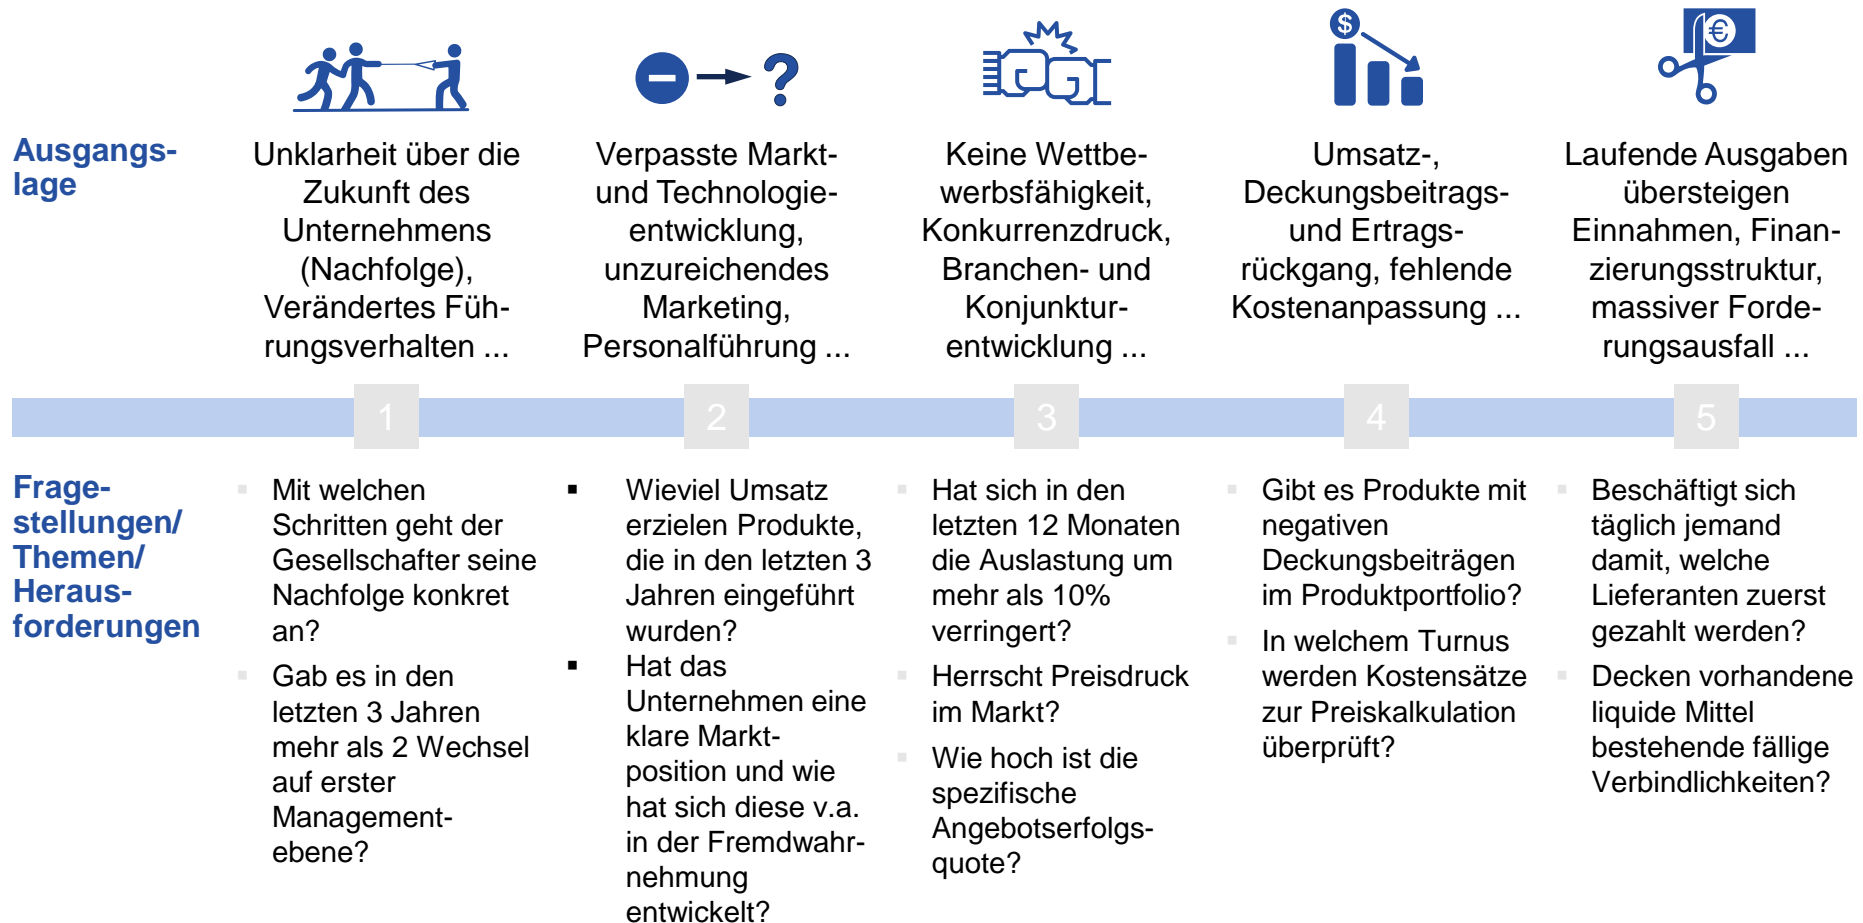 $
€
Ausgangs-
lage
Unklarheit über die
Zukunft des
Unternehmens
(Nachfolge),
Verändertes Füh-
rungsverhalten ...
Verpasste Markt-
und Technologie-
entwicklung,
unzureichendes
Marketing,
Personalführung ...
Keine Wettbe-
werbsfähigkeit,
Konkurrenzdruck,
Branchen- und
Konjunktur-
entwicklung ...
Umsatz-,
Deckungsbeitrags-
und Ertrags-
rückgang, fehlende
Kostenanpassung ...
Laufende Ausgaben
übersteigen
Einnahmen, Finan-
zierungsstruktur,
massiver Forde-
rungsausfall ...
1
2
3
4
5
Frage-
stellungen/
Themen/
Heraus-
forderungen
Mit welchen
Schritten geht der
Gesellschafter seine
Nachfolge konkret
an?
Gab es in den
letzten 3 Jahren
mehr als 2 Wechsel
auf erster
Management-
ebene?
Wieviel Umsatz
erzielen Produkte,
die in den letzten 3
Jahren eingeführt
wurden?
Hat das
Unternehmen eine
klare Markt-
position und wie
hat sich diese v.a.
in der Fremdwahr-
nehmung
entwickelt?
Hat sich in den
letzten 12 Monaten
die Auslastung um
mehr als 10%
verringert?
Herrscht Preisdruck
im Markt?
Wie hoch ist die
spezifische
Angebotserfolgs-
quote?
Gibt es Produkte mit
negativen
Deckungsbeiträgen
im Produktportfolio?
In welchem Turnus
werden Kostensätze
zur Preiskalkulation
überprüft?
Beschäftigt sich
täglich jemand
damit, welche
Lieferanten zuerst
gezahlt werden?
Decken vorhandene
liquide Mittel
bestehende fällige
Verbindlichkeiten?